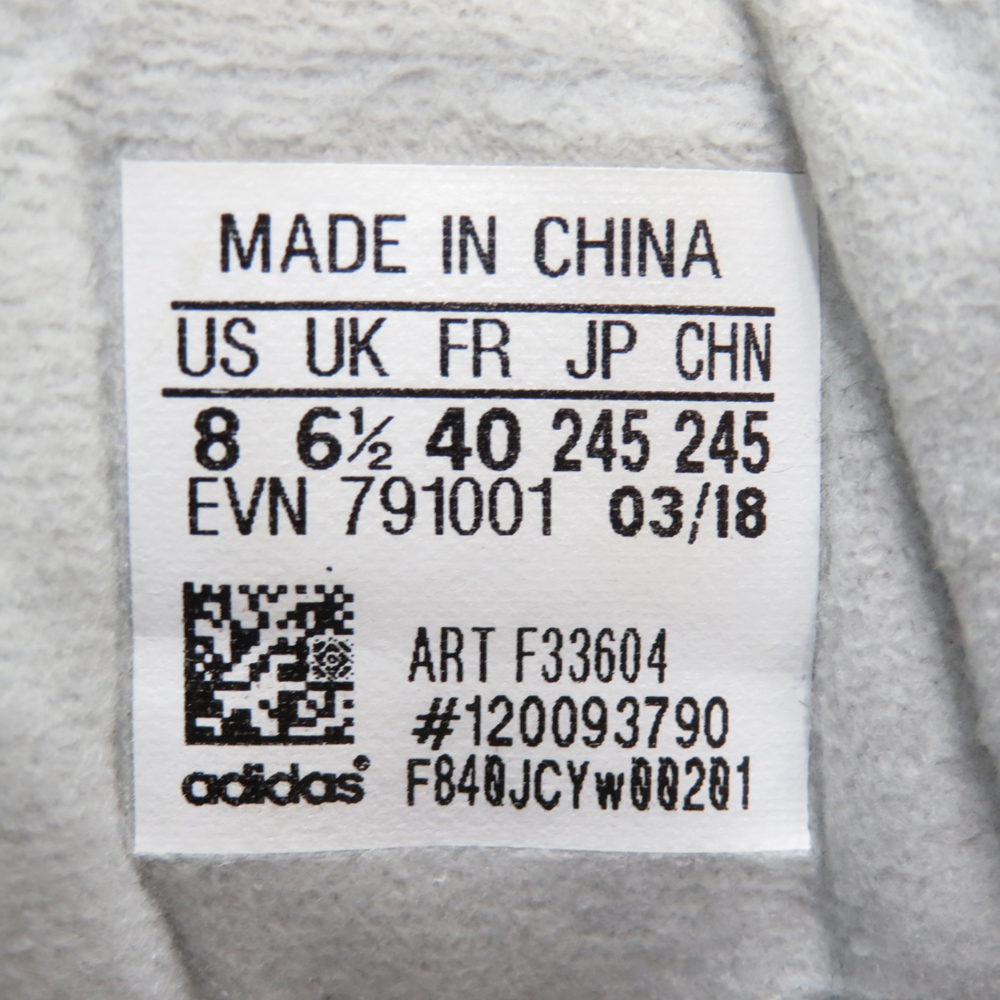 MADE IN CHINA
US UK FR JP CHN
8 6½ 40 245 245
EVN 791001 03/18
ART F33604
#120093790
adidas® F840JCYw00201